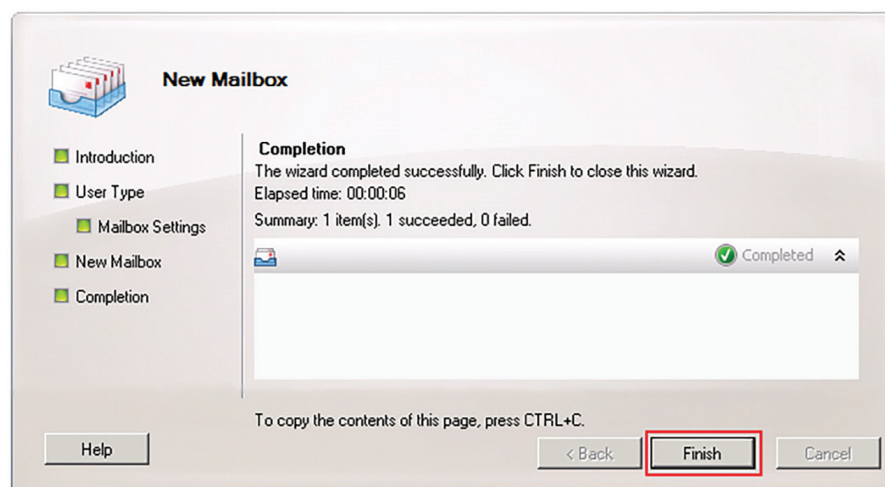 New Mailbox
Introduction
User Type
Mailbox Settings
New Mailbox
Completion
Completion
The wizard completed successfully. Click Finish to close this wizard.
Elapsed time: 00:00:06
Summary: 1 item(s). 1 succeeded, 0 failed.
Completed
To copy the contents of this page, press CTRL+C.
Help
< Back
Finish
Cancel